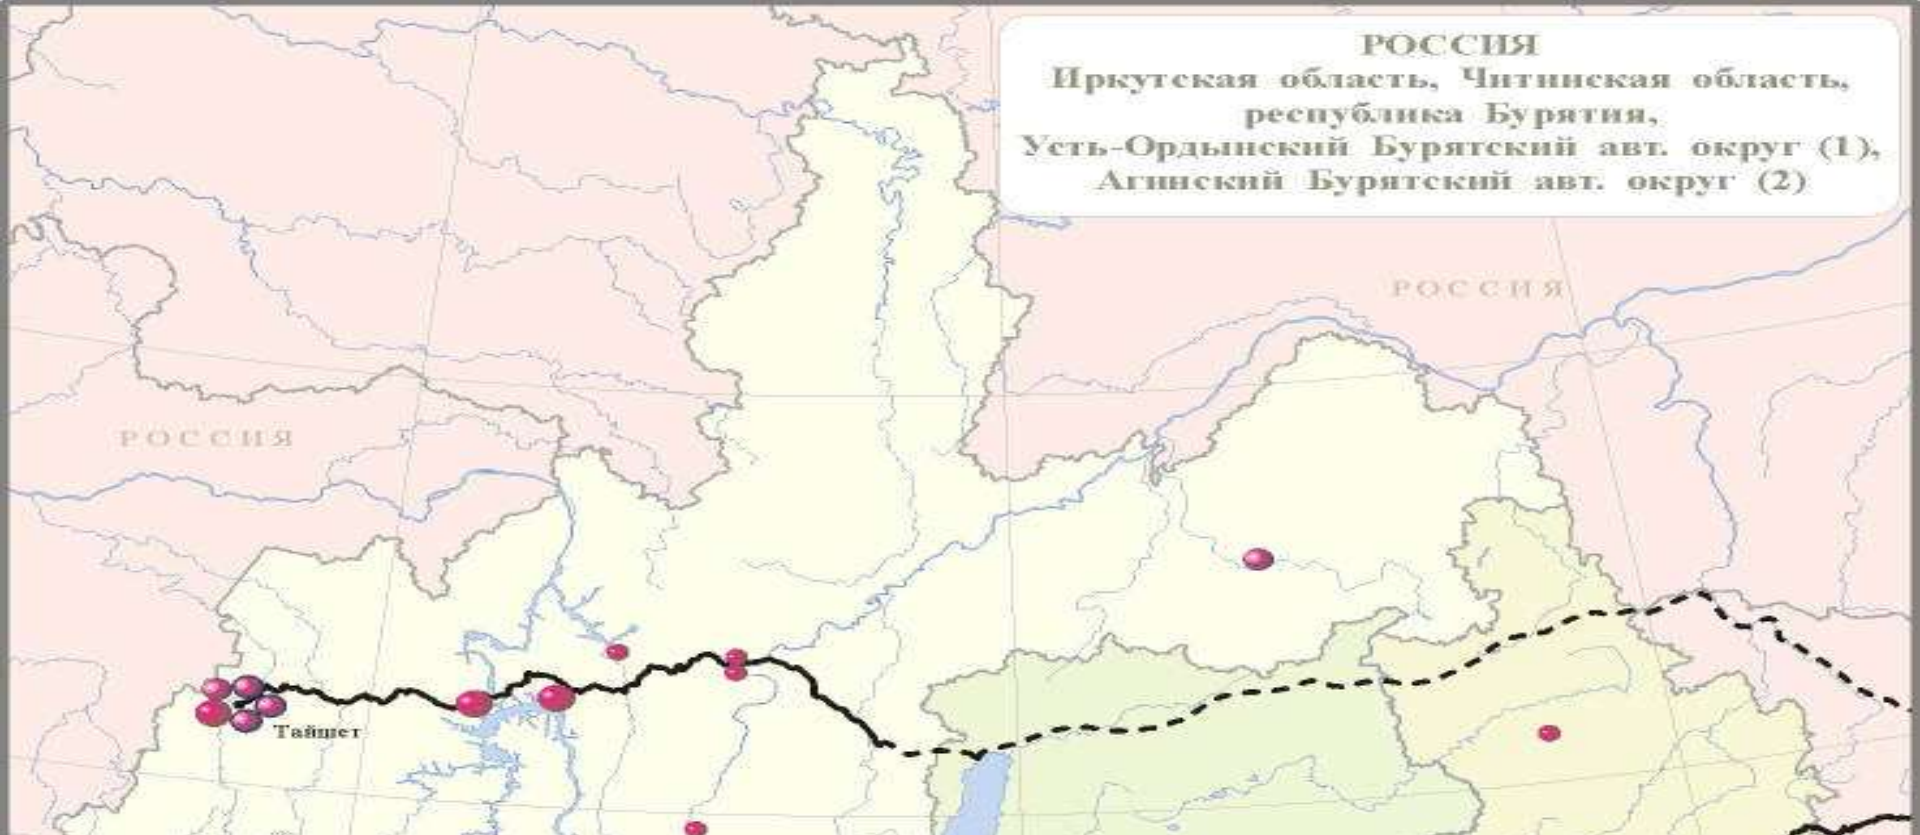 РОССИЯ
Иркутская область, Читинская область,
республика Бурятия,
Усть-Ордынский Бурятский авт. округ (1),
Агинский Бурятский авт. округ (2)
РОССИЯ
РОССИЯ
Тайшет